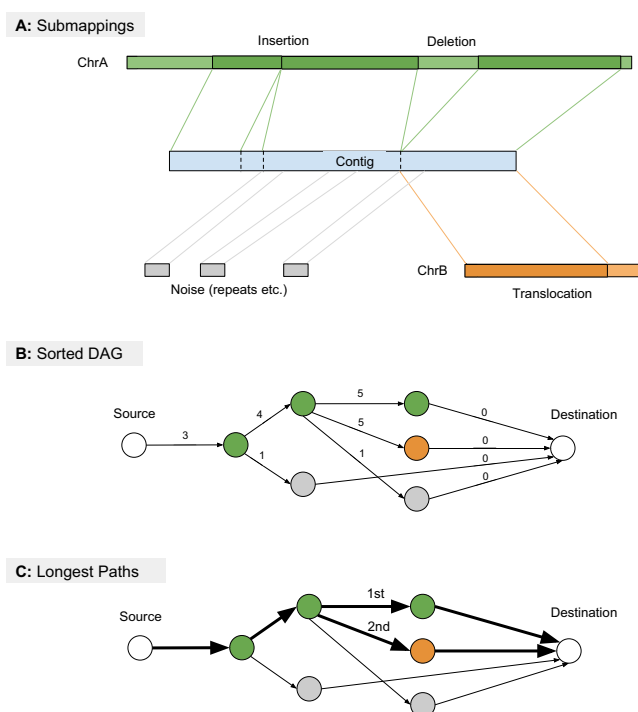 A: Submappings
Insertion
Deletion
ChrA
Contig
ChrB
Noise (repeats etc.)
Translocation
B: Sorted DAG
5
Source
4
Destination
0
3
5
0
1
1
0
0
C: Longest Paths
1st
Source
Destination
2nd